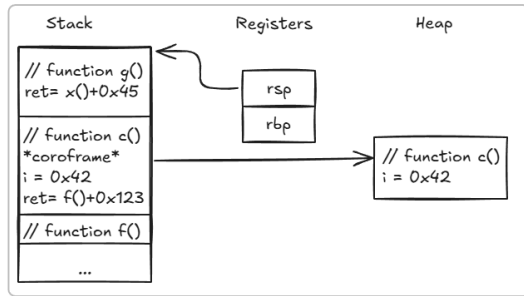 Stack
Registers
Heap
// function g()
ret= x()+0x45
rsp
rbp
// function c()
*coroframe*
i = 0x42
ret= f()+0x123
// function c()
i = 0x42
// function f()
...